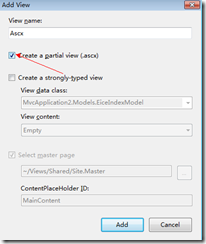 Add View
View name:
Ascx
Create a partial view (.ascx)
Create a strongly-typed view
View data class:
MvcApplication2.Models.EiceIndexModel
View content:
Empty
Select master page
~/Views/Shared/Site.Master
...
ContentPlaceHolder ID:
MainContent
Add
Cancel